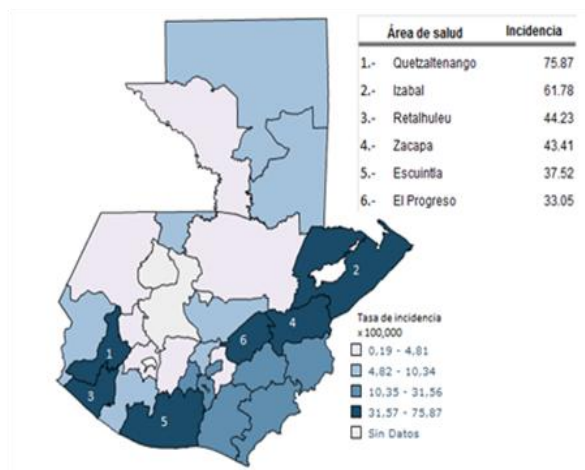 Área de salud Incidencia
1.- Quetzaltenango 75.87
2.- Izabal 61.78
3.- Retalhuleu 44.23
4.- Zacapa 43.41
5.- Escuintla 37.52
6.- El Progreso 33.05
2
4
6
1
3
5
Tasa de incidencia
x 100,000
0,19 - 4,81
4,82 - 10,34
10,35 - 31,56
31,57 - 75,87
Sin Datos